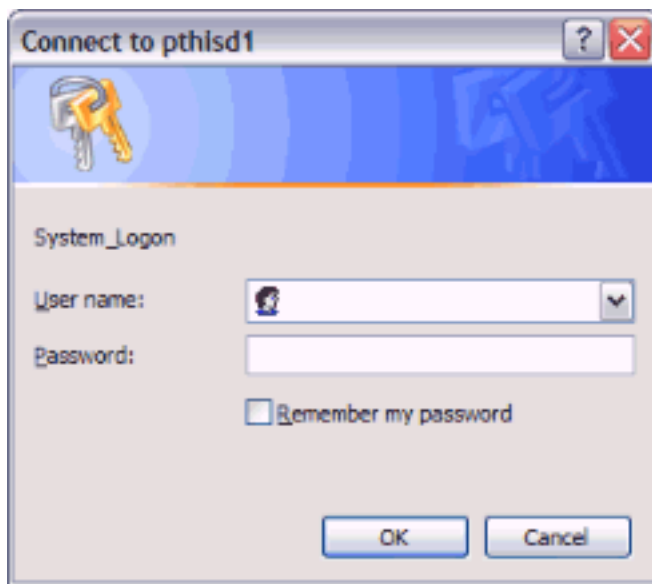 Connect to pthisd1
?
System_Logon
User name:
Password:
Remember my password
OK Cancel